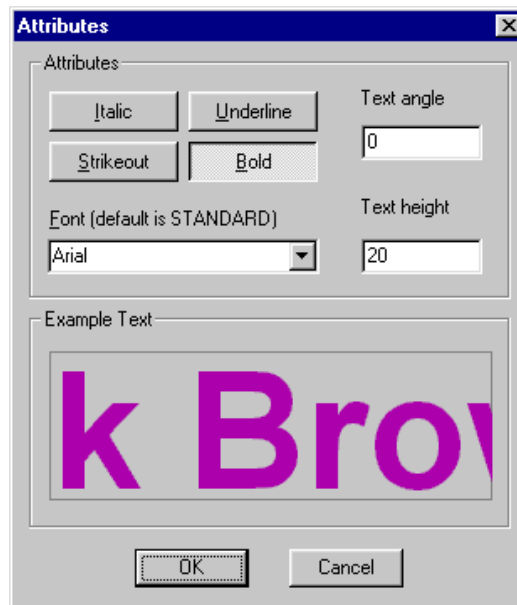 Attributes
Attributes
Italic Underline
Strikeout Bold
Text angle
0
Font (default is STANDARD)
Arial
Text height
20
Example Text
k Brow
OK Cancel